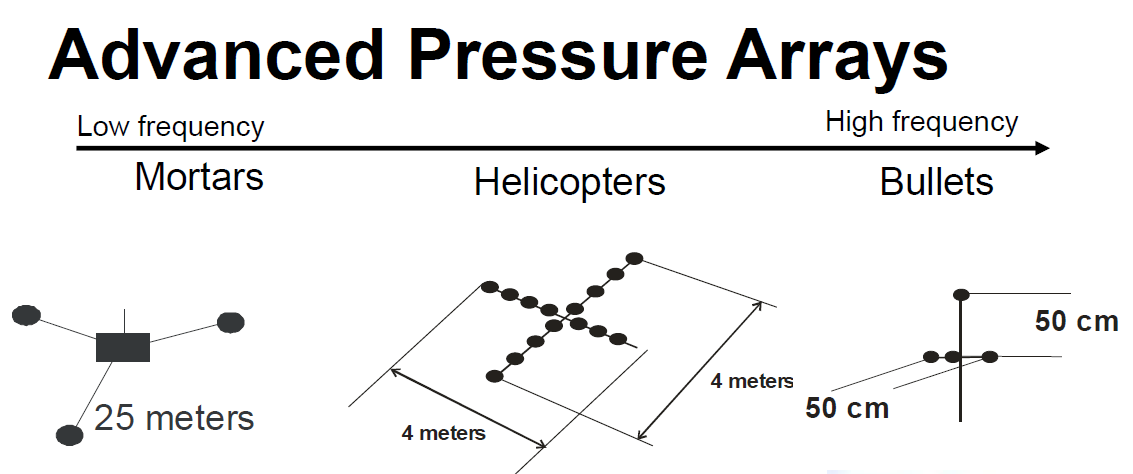 Advanced Pressure Arrays
Low frequency
High frequency
Mortars
Helicopters
Bullets
50 cm
4 meters
50 cm
25 meters
4 meters